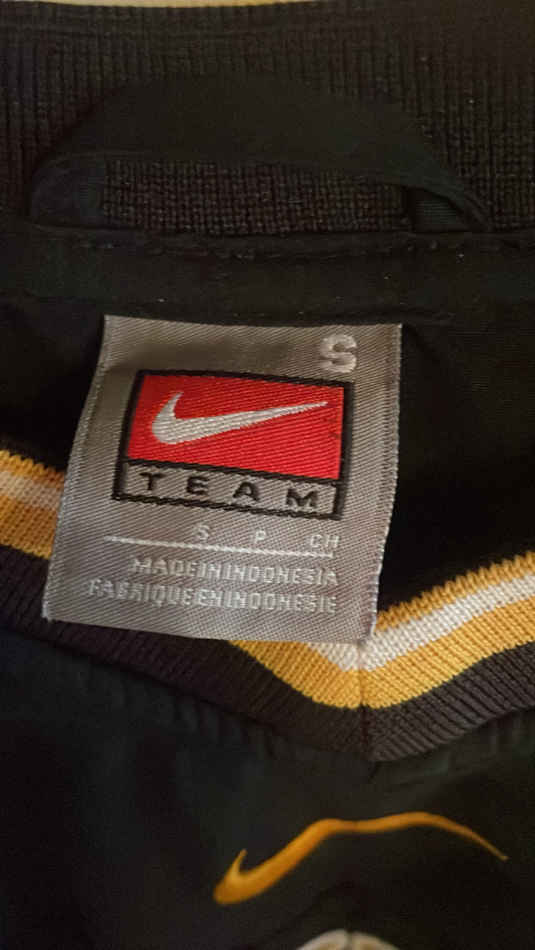 S
TEAM
S P CH
MADE IN INDONESIA
FABRIQUE EN INDONESIE